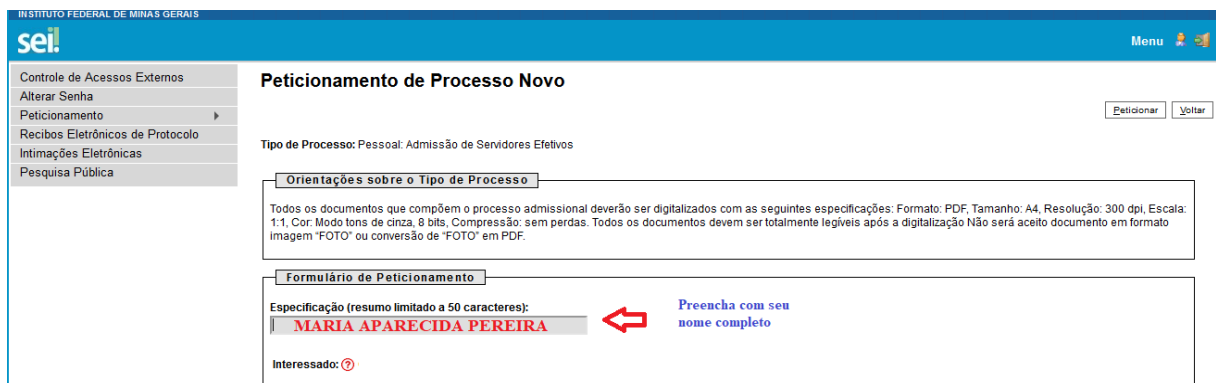 INSTITUTO FEDERAL DE MINAS GERAIS
sei!
Menu
Controle de Acessos Externos
Alterar Senha
Peticionamento
Recibos Eletrônicos de Protocolo
Intimações Eletrônicas
Pesquisa Pública
Peticionamento de Processo Novo
Peticionar
Voltar
Tipo de Processo: Pessoal: Admissão de Servidores Efetivos
Orientações sobre o Tipo de Processo
Todos os documentos que compõem o processo admissional deverão ser digitalizados com as seguintes especificações: Formato: PDF, Tamanho: A4, Resolução: 300 dpi, Escala:
1:1, Cor: Modo tons de cinza, 8 bits, Compressão: sem perdas. Todos os documentos devem ser totalmente legíveis após a digitalização Não será aceito documento em formato
imagem “FOTO” ou conversão de “FOTO” em PDF.
Formulário de Peticionamento
Especificação (resumo limitado a 50 caracteres):
MARIA APARECIDA PEREIRA
Preencha com seu
nome completo
Interessado: ?